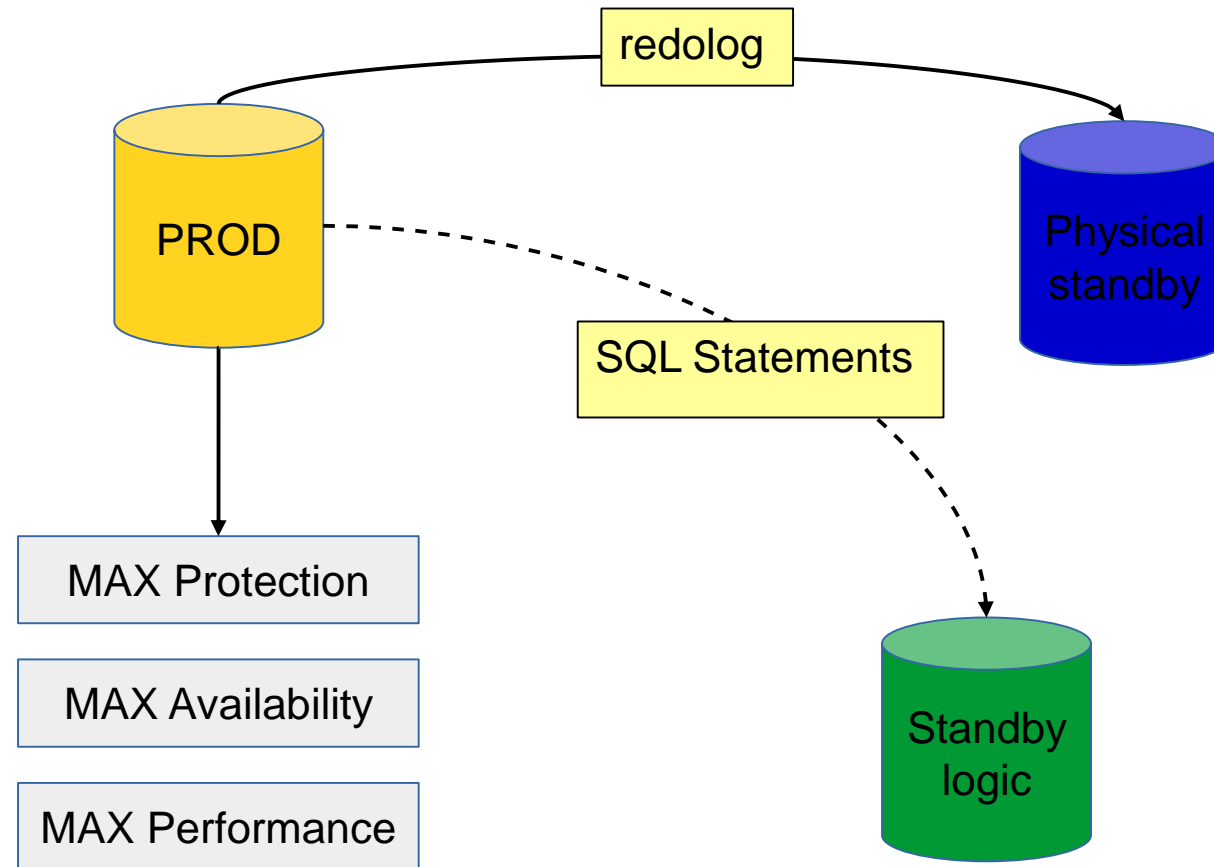 redolog
PROD
Physical
standby
SQL Statements
MAX Protection
MAX Availability
Standby
logic
MAX Performance